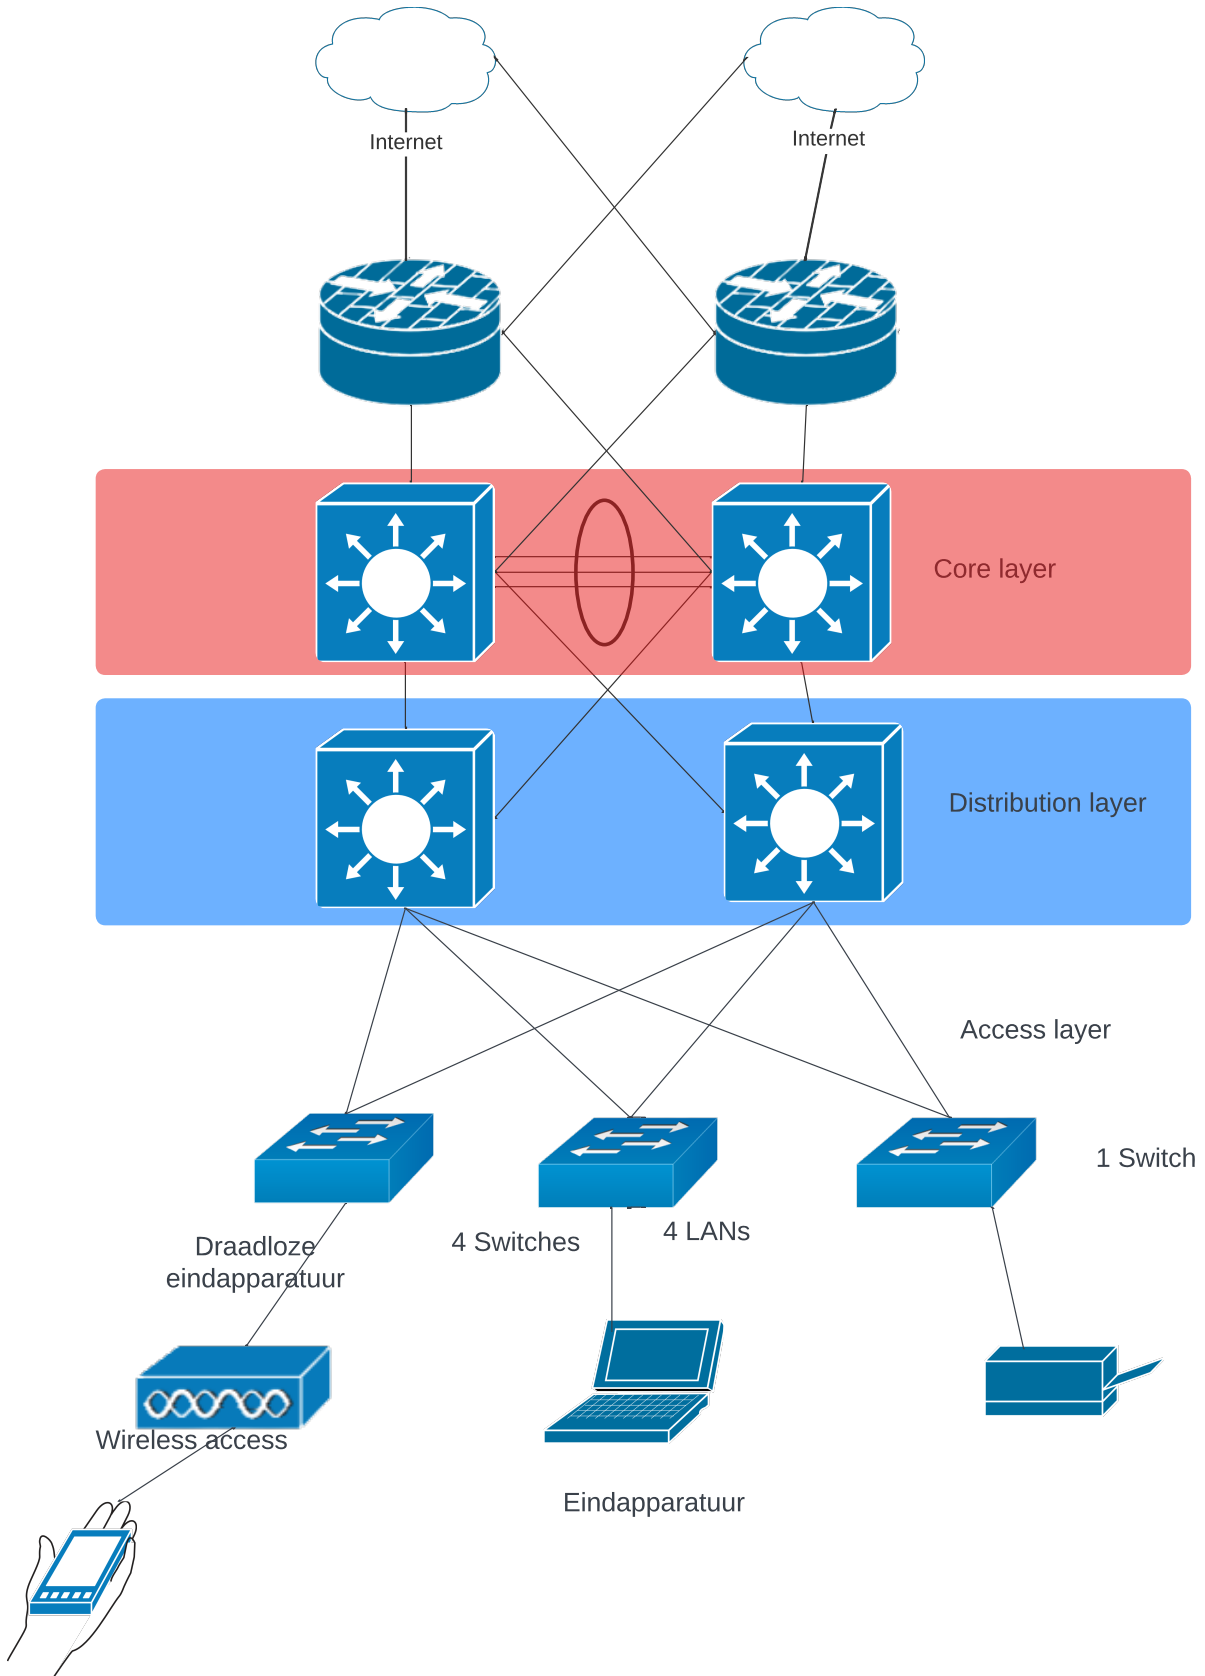 Internet
Internet
Core layer
Distribution layer
Access layer
1 Switch
Draadloze
eindapparatuur
4 Switches
4 LANs
Wireless access
Eindapparatuur